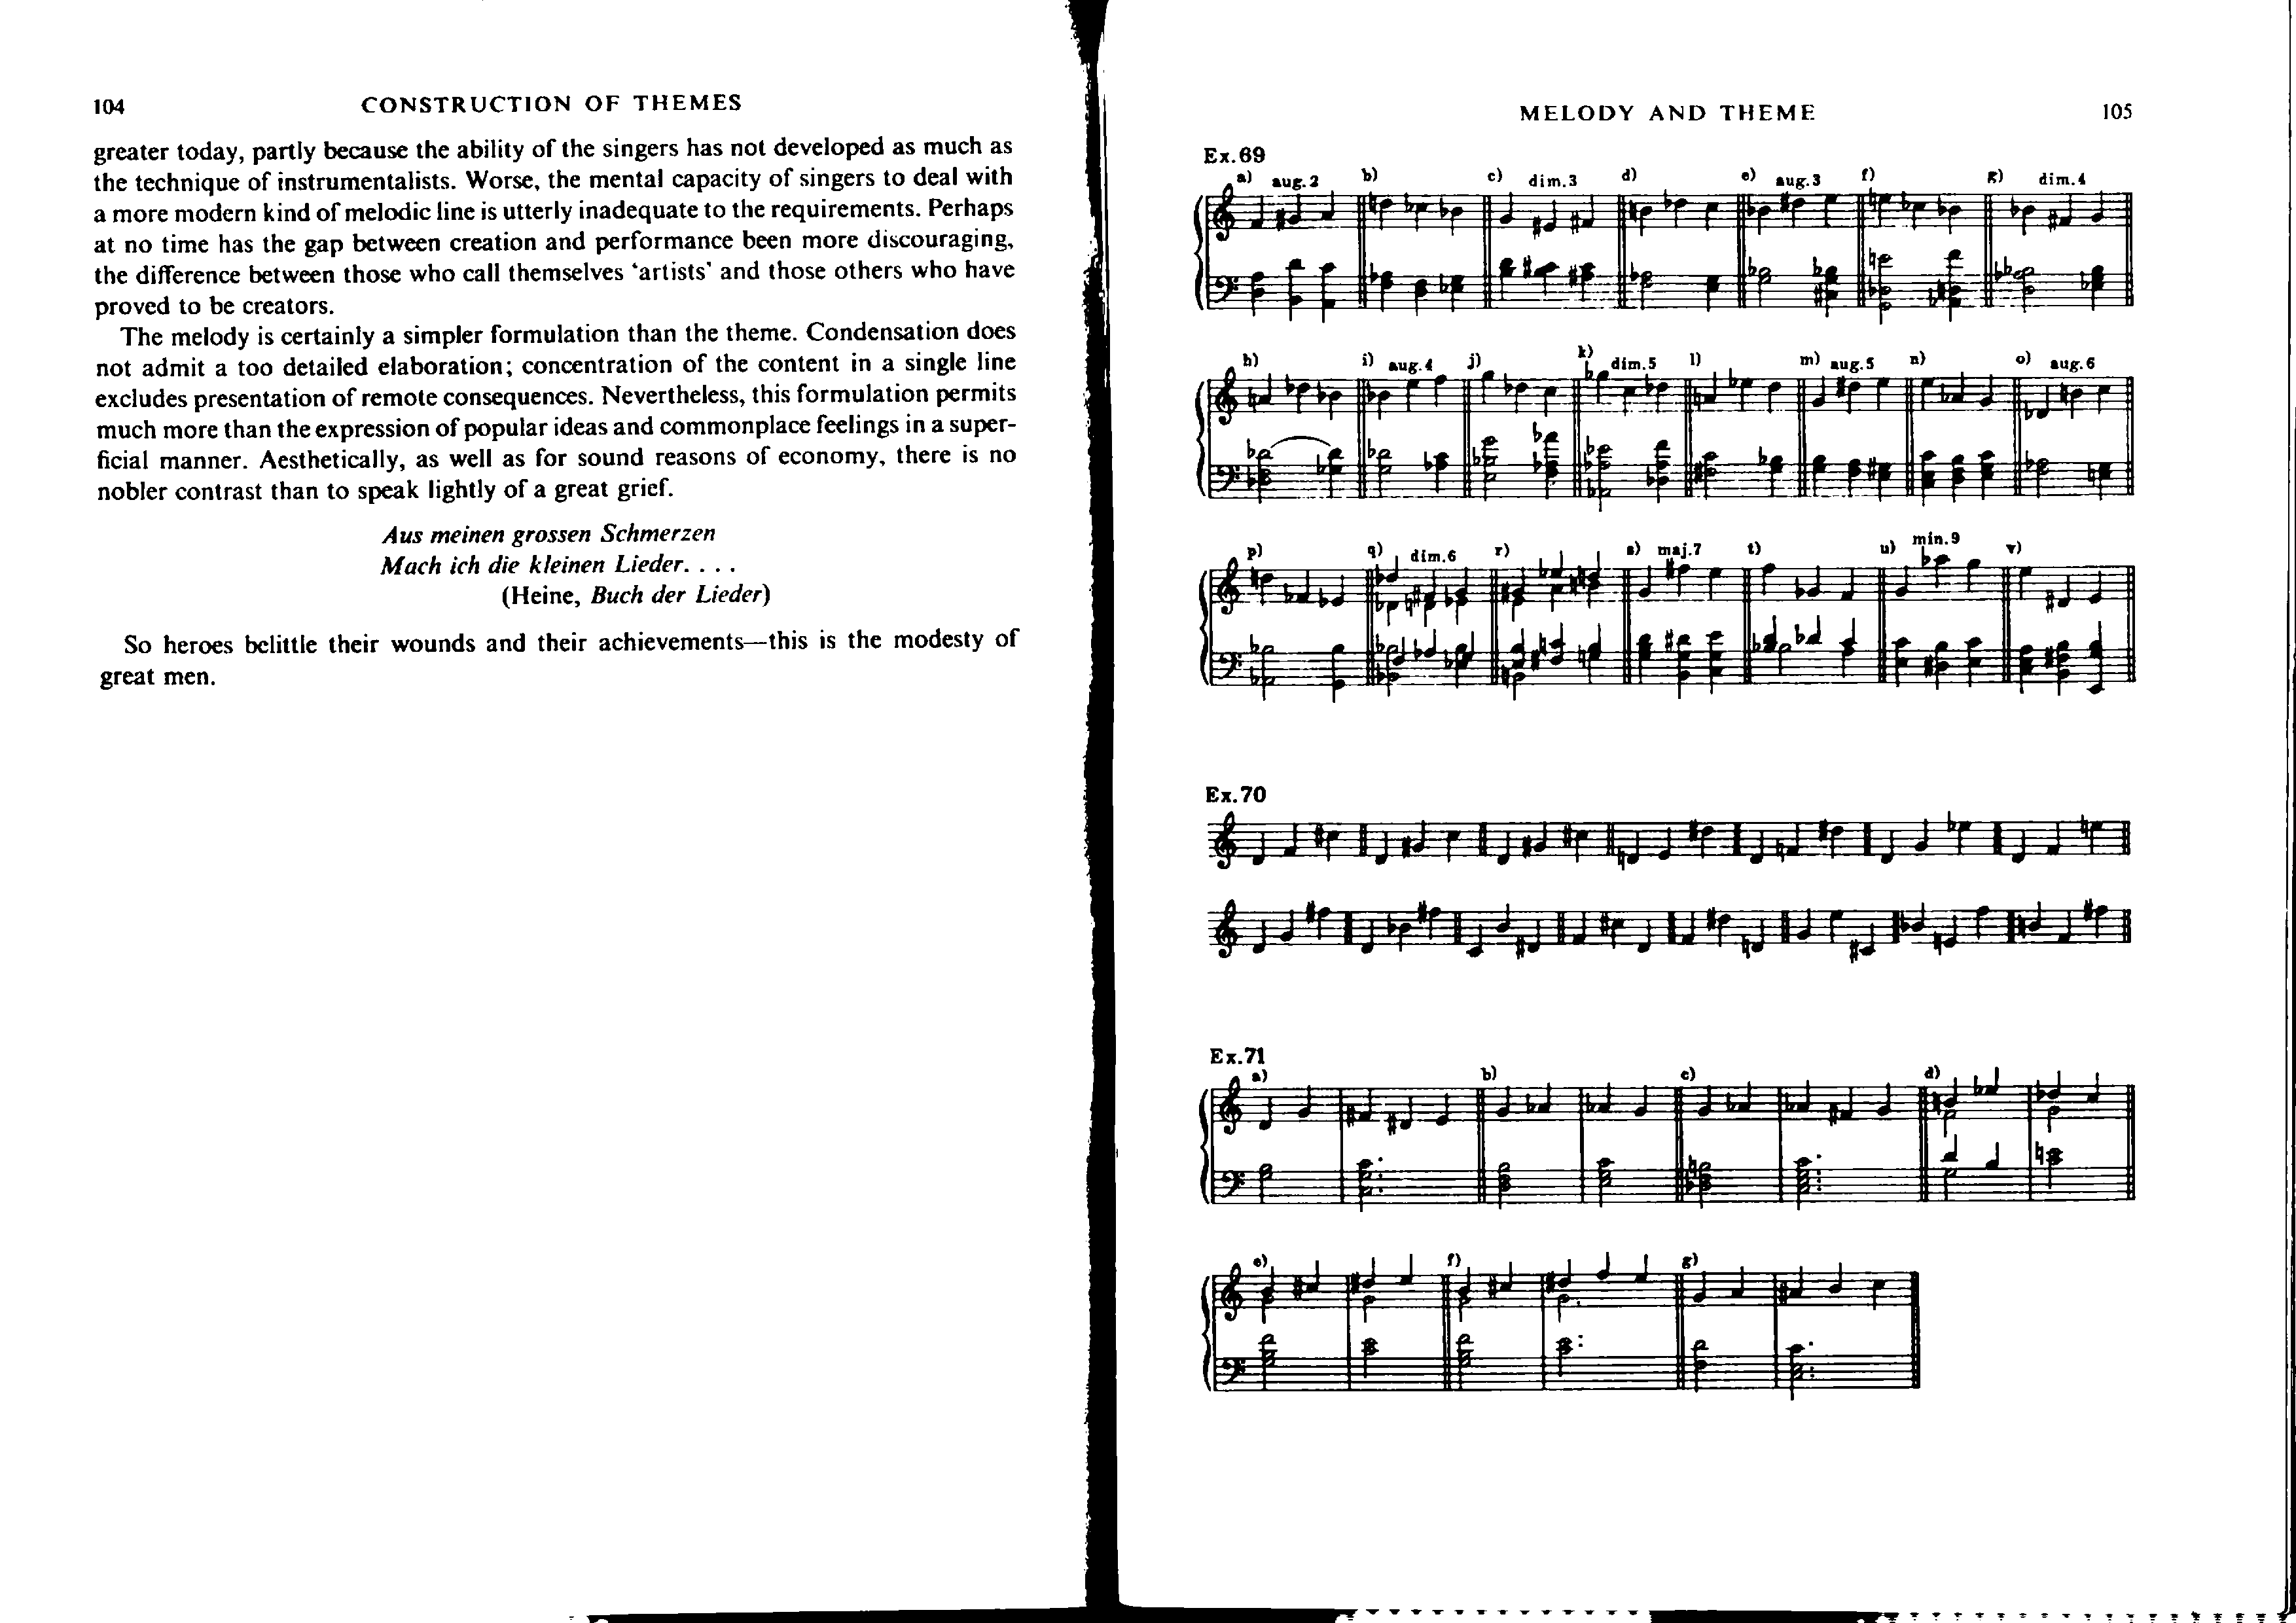 104 CONSTRUCTION OF THEMES
greater today, partly because the ability of the singers has not developed as much as
the technique of instrumentalists. Worse, the mental capacity of singers to deal with
a more modern kind of melodic line is utterly inadequate to the requirements. Perhaps
at no time has the gap between creation and performance been more discouraging,
the difference between those who call themselves ‘artists’ and those others who have
proved to be creators.
The melody is certainly a simpler formulation than the theme. Condensation does
not admit a too detailed elaboration; concentration of the content in a single line
excludes presentation of remote consequences. Nevertheless, this formulation permits
much more than the expression of popular ideas and commonplace feelings in a super-
ficial manner. Aesthetically, as well as for sound reasons of economy, there is no
nobler contrast than to speak lightly of a great grief.
Aus meinen grossen Schmerzen
Mach ich die kleinen Lieder. . . .
(Heine, Buch der Lieder)
So heroes belittle their wounds and their achievements—this is the modesty of
great men.
MELODY AND THEME 105
Ex.69
a) aug.2 b) c) dim.3 d) e) aug.3 f) g) dim.4
h) i) aug.4 j) k) dim.5 l) m) aug.5 n) o) aug.6
p) q) dim.6 r) s) maj.7 t) u) min.9 v)
Ex.70
Ex.71
a) b) c) d)
e) f) g)